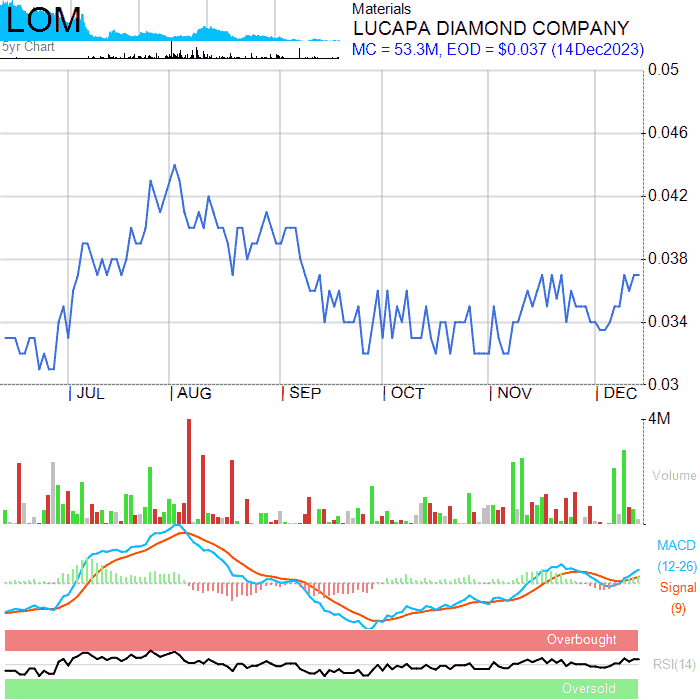 LOM
5yr Chart
Materials
LUCAPA DIAMOND COMPANY
MC = 53.3M, EOD = $0.037 (14Dec2023)
0.05
0.046
0.042
0.038
0.034
0.03
JUL
AUG
SEP
OCT
NOV
DEC
4M
Volume
MACD
(12-26)
Signal
(9)
Overbought
RSI(14)
Oversold